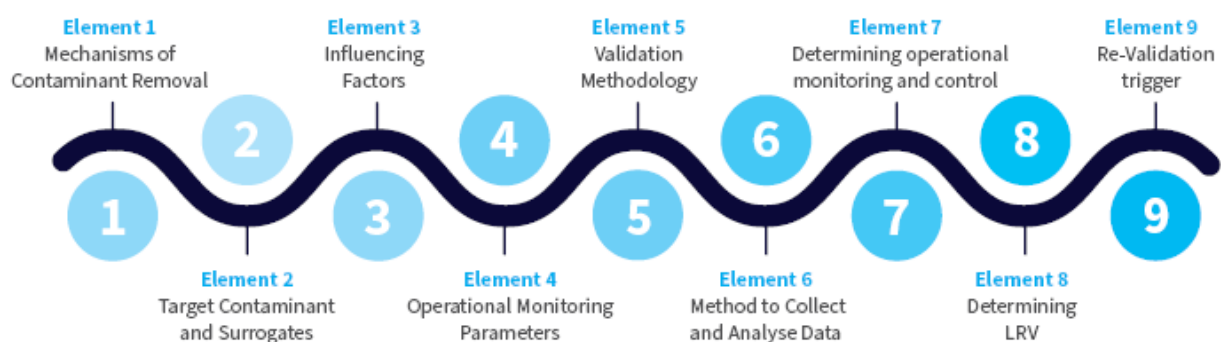 Element 1
Mechanisms of
Contaminant Removal
Element 3
Influencing
Factors
Element 5
Validation
Methodology
Element 7
Determining operational
monitoring and control
Element 9
Re-Validation
trigger
2
4
6
8
1
3
5
7
9
Element 2
Target Contaminant
and Surrogates
Element 4
Operational Monitoring
Parameters
Element 6
Method to Collect
and Analyse Data
Element 8
Determining
LRV